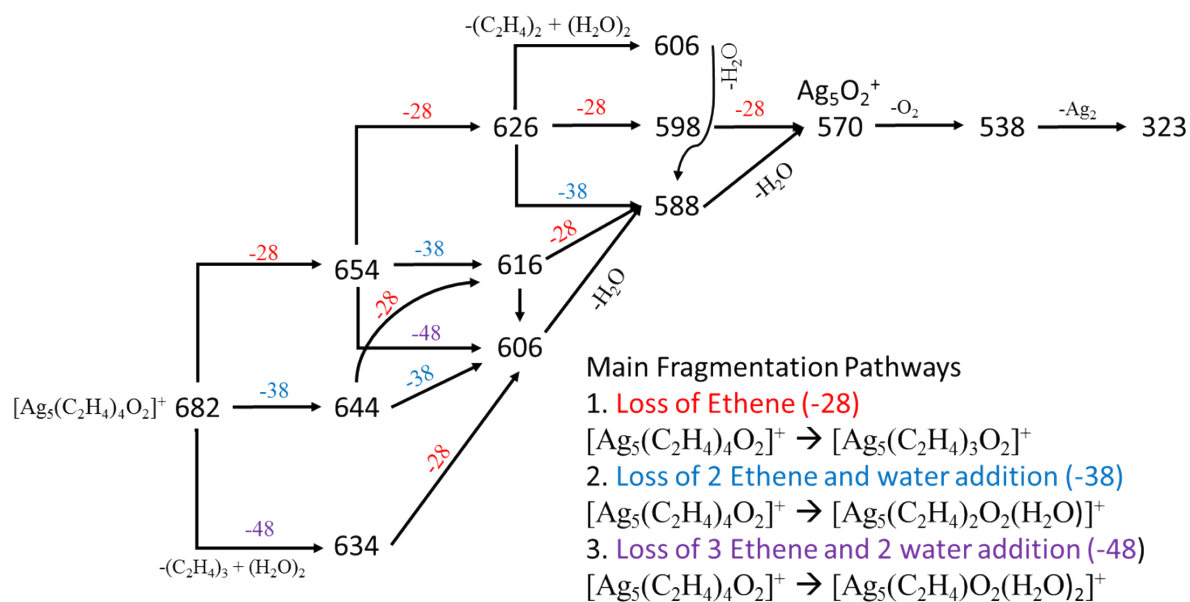 -(C₂H₄)₂ + (H₂O)₂
606
-H₂O
Ag₅O₂⁺
-28
626
-28
598
-28
570
-O₂
538
-Ag₂
323
-38
588
-H₂O
-28
654
-38
616
-28
-28
-48
606
-H₂O
[Ag₅(C₂H₄)₄O₂]⁺ 682
-38
644
-38
-28
-48
634
-(C₂H₄)₃ + (H₂O)₂
Main Fragmentation Pathways
1. Loss of Ethene (-28)
[Ag₅(C₂H₄)₄O₂]⁺ → [Ag₅(C₂H₄)₃O₂]⁺
2. Loss of 2 Ethene and water addition (-38)
[Ag₅(C₂H₄)₄O₂]⁺ → [Ag₅(C₂H₄)₂O₂(H₂O)]⁺
3. Loss of 3 Ethene and 2 water addition (-48)
[Ag₅(C₂H₄)₄O₂]⁺ → [Ag₅(C₂H₄)O₂(H₂O)₂]⁺